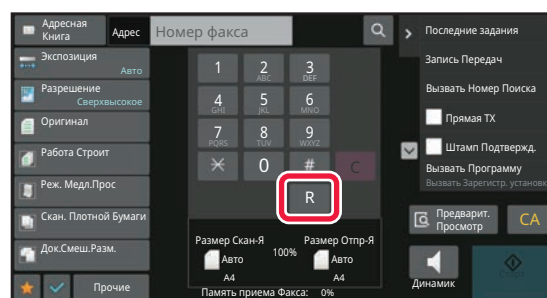 Адресная
Книга
Адрес
Номер факса
Последние задания
Экспозиция
Авто
Запись Передач
Разрешение
Сверхвысокое
Вызвать Номер Поиска
Оригинал
Прямая TX
Работа Строит
Штамп Подтвержд.
Вызвать Программу
Вызвать Зарегистр. установк
Реж. Медл.Прос
Скан. Плотной Бумаги
Док.Смеш.Разм.
Прочие
1
2
ABC
3
DEF
4
GHI
5
JKL
6
MNO
7
PQRS
8
TUV
9
WXYZ
0
#
C
R
Размер Скан-Я
Авто
A4
100%
Размер Отпр-Я
Авто
A4
Память приема Факса: 0%
Предварит.
Просмотр
CA
Динамик
Старт